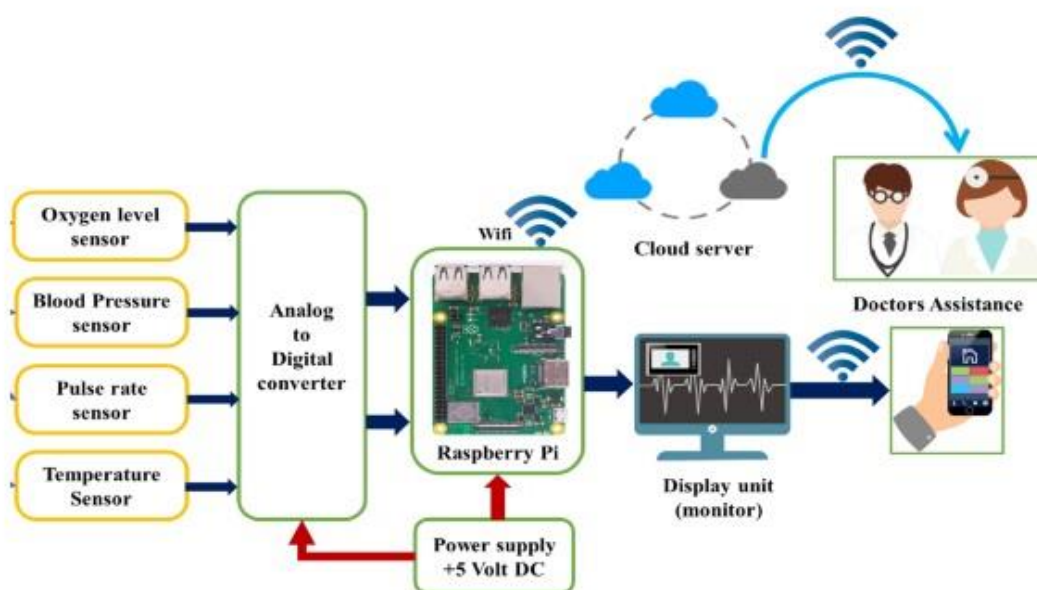 Oxygen level
sensor
Blood Pressure
sensor
Pulse rate
sensor
Temperature
Sensor
Analog
to
Digital
converter
Wifi
Raspberry Pi
Power supply
+5 Volt DC
Cloud server
Doctors Assistance
Display unit
(monitor)